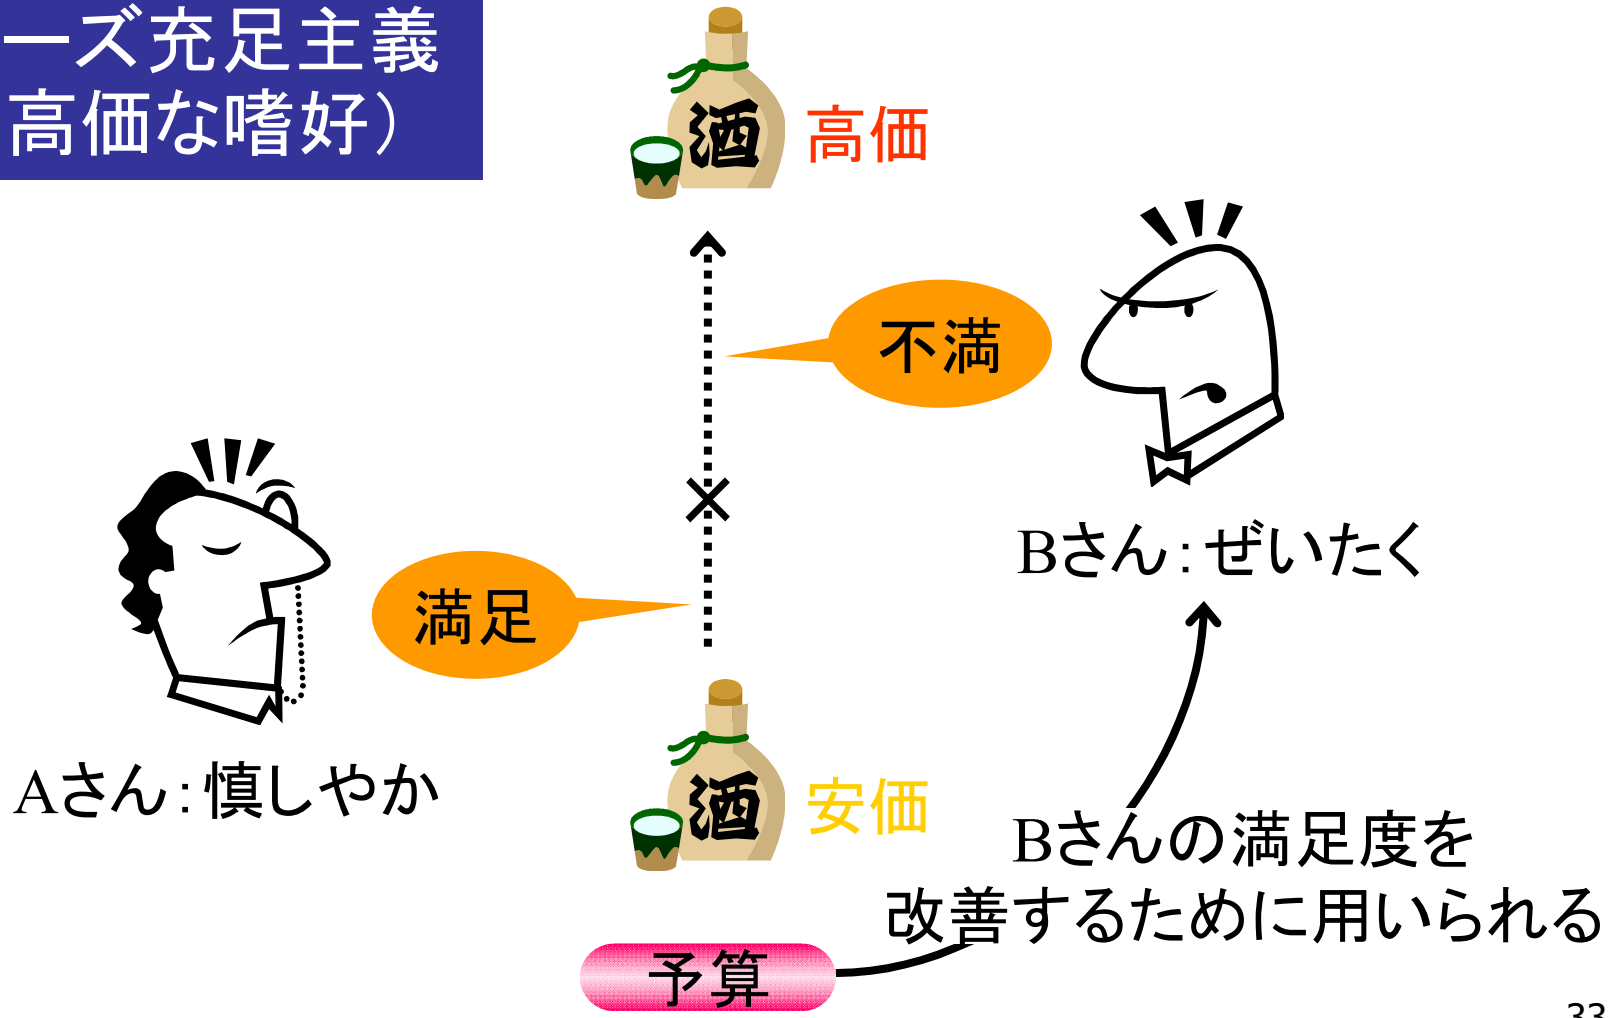 ーズ充足主義
高価な嗜好）
酒
高価
不満
満足
Bさん：ぜいたく
Aさん：慎しやか
酒
安価
Bさんの満足度を
改善するために用いられる
予算
33